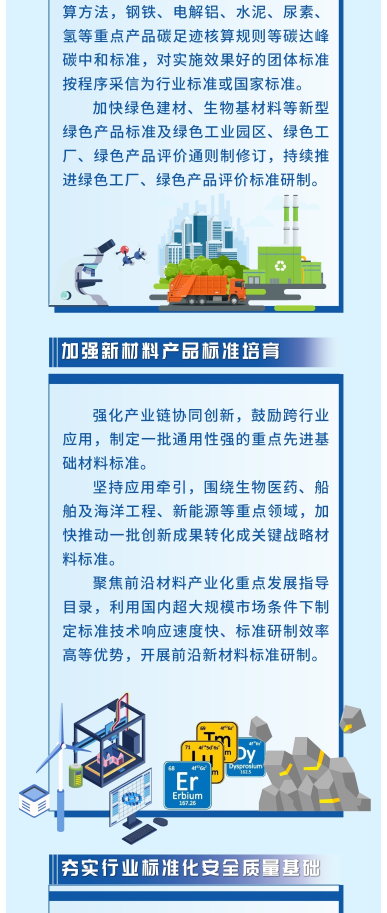 算方法，钢铁、电解铝、水泥、尿素、
氢等重点产品碳足迹核算规则等碳达峰
碳中和标准，对实施效果好的团体标准
按程序采信为行业标准或国家标准。
加快绿色建材、生物基材料等新型
绿色产品标准及绿色工业园区、绿色工
厂、绿色产品评价通则制修订，持续推
进绿色工厂、绿色产品评价标准研制。
加强新材料产品标准培育
强化产业链协同创新，鼓励跨行业
应用，制定一批通用性强的重点先进基
础材料标准。
坚持应用牵引，围绕生物医药、船
舶及海洋工程、新能源等重点领域，加
快推动一批创新成果转化成关键战略材
料标准。
聚焦前沿材料产业化重点发展指导
目录，利用国内超大规模市场条件下制
定标准技术响应速度快、标准研制效率
高等优势，开展前沿新材料标准研制。
69
Tm
71
Lu
Dy
Dysprosium
162.5
68
Er
Erbium
167.26
夯实行业标准化安全质量基础